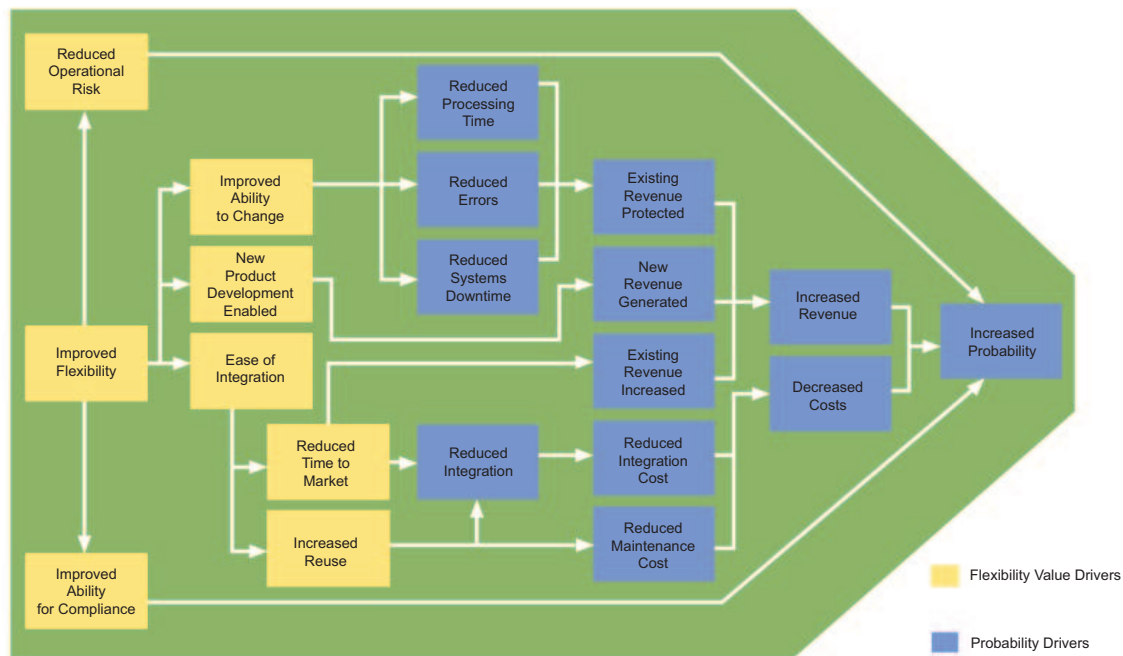 Reduced
Operational
Risk
Reduced
Processing
Time
Improved
Ability
to Change
Reduced
Errors
Existing
Revenue
Protected
New
Product
Development
Enabled
Reduced
Systems
Downtime
New
Revenue
Generated
Increased
Revenue
Improved
Flexibility
Ease of
Integration
Existing
Revenue
Increased
Increased
Probability
Decreased
Costs
Reduced
Time to
Market
Reduced
Integration
Reduced
Integration
Cost
Increased
Reuse
Reduced
Maintenance
Cost
Improved
Ability
for Compliance
Flexibility Value Drivers
Probability Drivers